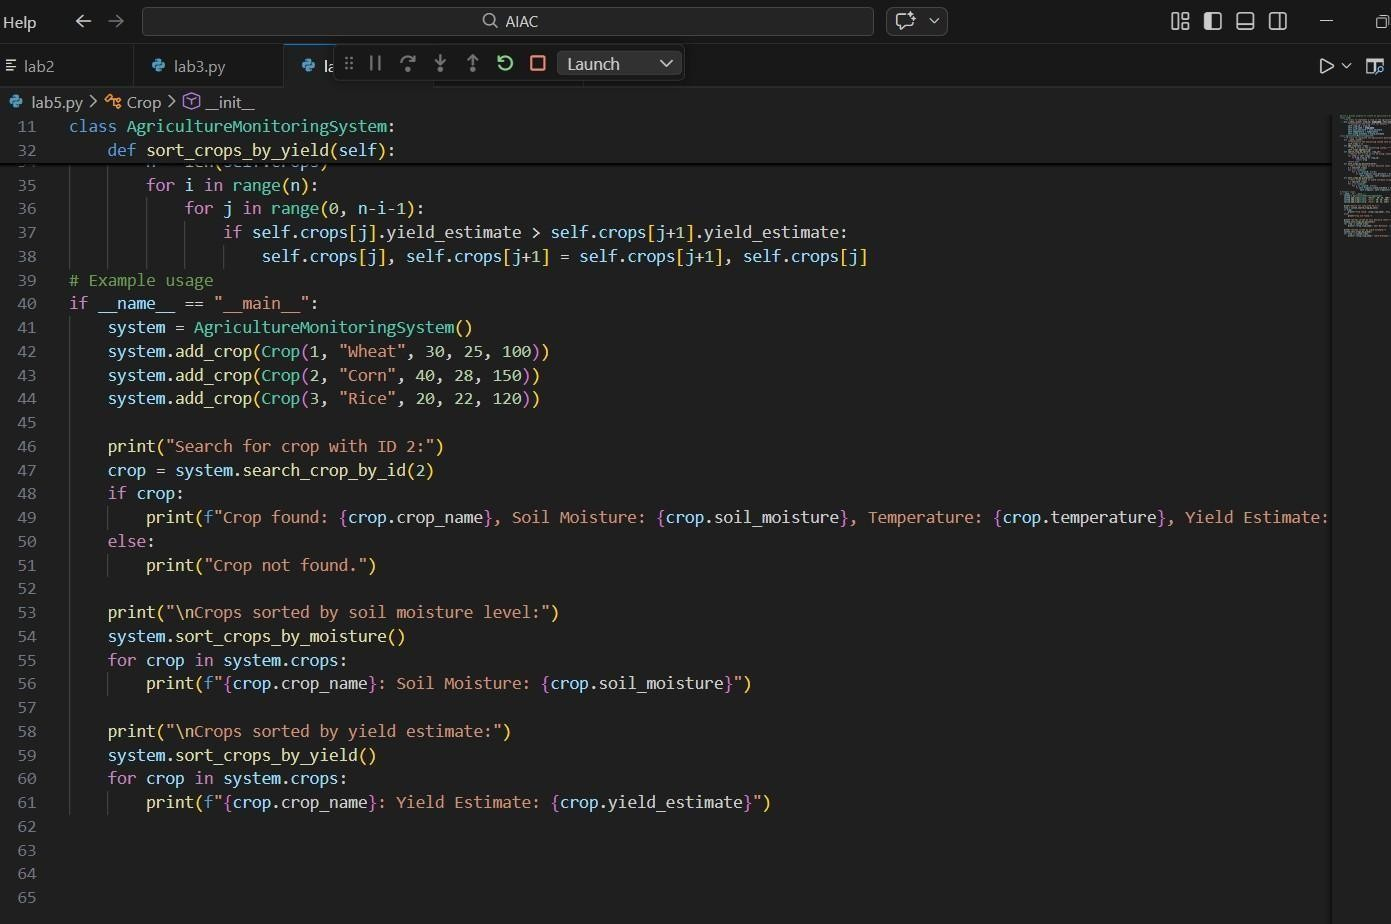 Help
AIAC
lab2
lab3.py
Launch
lab5.py > Crop > __init__
11 class AgricultureMonitoringSystem:
32     def sort_crops_by_yield(self):
35         for i in range(n):
36             for j in range(0, n-i-1):
37                 if self.crops[j].yield_estimate > self.crops[j+1].yield_estimate:
38                     self.crops[j], self.crops[j+1] = self.crops[j+1], self.crops[j]
39 # Example usage
40 if __name__ == "__main__":
41     system = AgricultureMonitoringSystem()
42     system.add_crop(Crop(1, "Wheat", 30, 25, 100))
43     system.add_crop(Crop(2, "Corn", 40, 28, 150))
44     system.add_crop(Crop(3, "Rice", 20, 22, 120))
45
46     print("Search for crop with ID 2:")
47     crop = system.search_crop_by_id(2)
48     if crop:
49         print(f"Crop found: {crop.crop_name}, Soil Moisture: {crop.soil_moisture}, Temperature: {crop.temperature}, Yield Estimate:
50     else:
51         print("Crop not found.")
52
53     print("\nCrops sorted by soil moisture level:")
54     system.sort_crops_by_moisture()
55     for crop in system.crops:
56         print(f"{crop.crop_name}: Soil Moisture: {crop.soil_moisture}")
57
58     print("\nCrops sorted by yield estimate:")
59     system.sort_crops_by_yield()
60     for crop in system.crops:
61         print(f"{crop.crop_name}: Yield Estimate: {crop.yield_estimate}")
62
63
64
65